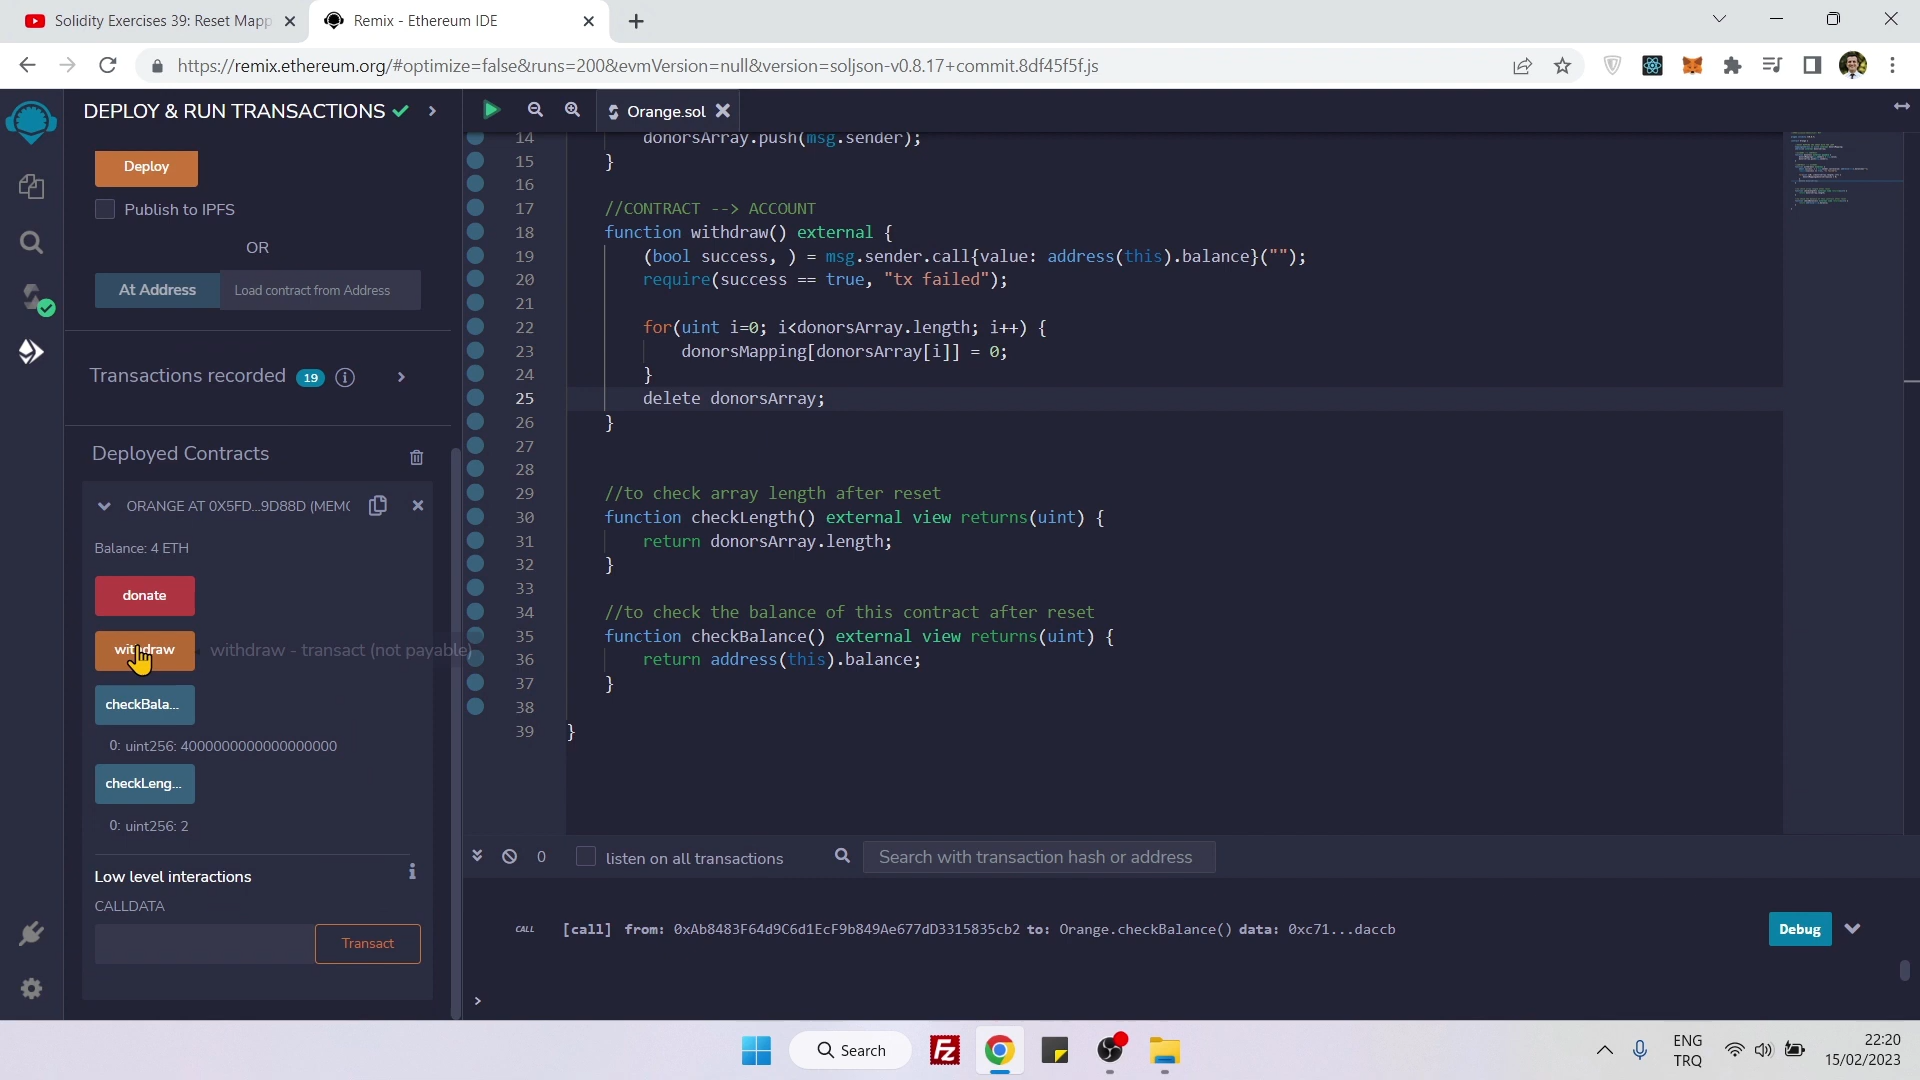 Solidity Exercises 39: Reset Mapp
Remix - Ethereum IDE
https://remix.ethereum.org/#optimize=false&runs=200&evmVersion=null&version=soljson-v0.8.17+commit.8df45f5f.js
DEPLOY & RUN TRANSACTIONS
Deploy
Publish to IPFS
OR
At Address
Load contract from Address
Transactions recorded 19 i
Deployed Contracts
ORANGE AT 0X5FD...9D88D (MEMC
Balance: 4 ETH
donate
withdraw
withdraw - transact (not payable)
checkBala...
0: uint256: 4000000000000000000
checkLeng...
0: uint256: 2
Low level interactions i
CALLDATA
Transact
Orange.sol
14 donorsArray.push(msg.sender);
15 }
16
17 //CONTRACT --> ACCOUNT
18 function withdraw() external {
19 (bool success, ) = msg.sender.call{value: address(this).balance}("");
20 require(success == true, "tx failed");
21
22 for(uint i=0; i<donorsArray.length; i++) {
23 donorsMapping[donorsArray[i]] = 0;
24 }
25 delete donorsArray;
26 }
27
28
29 //to check array length after reset
30 function checkLength() external view returns(uint) {
31 return donorsArray.length;
32 }
33
34 //to check the balance of this contract after reset
35 function checkBalance() external view returns(uint) {
36 return address(this).balance;
37 }
38
39 }
0 listen on all transactions
Search with transaction hash or address
CALL [call] from: 0xAb8483F64d9C6d1EcF9b849Ae677dD3315835cb2 to: Orange.checkBalance() data: 0xc71...daccb
Debug
>
Fz
Search
ENG
TRQ
22:20
15/02/2023